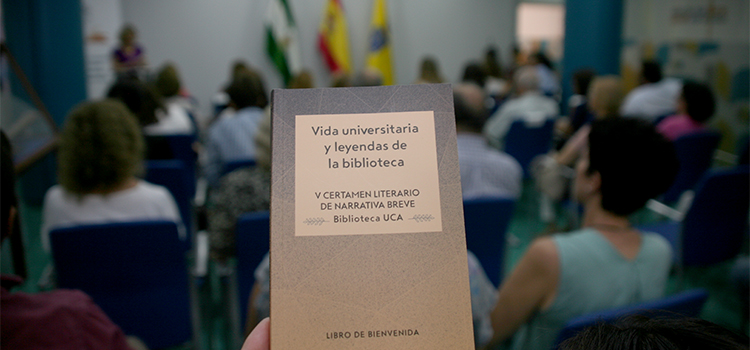 Vida universitaria
y leyendas de
la biblioteca
V CERTAMEN LITERARIO
DE NARRATIVA BREVE
Biblioteca UCA
LIBRO DE BIENVENIDA